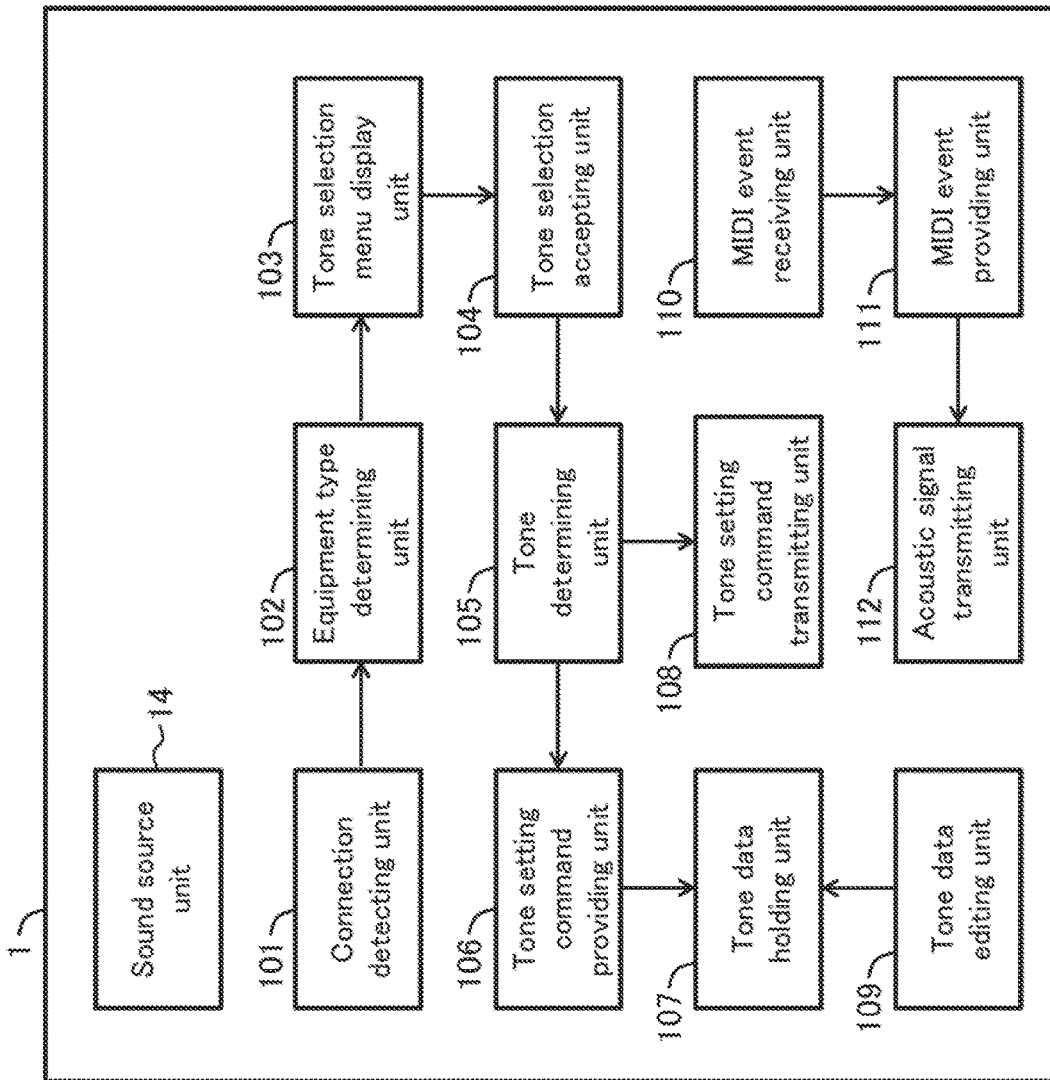 1
14
Sound source
unit
101
Connection
detecting unit
102
Equipment type
determining
unit
103
Tone selection
menu display
unit
106
Tone setting
command
providing unit
105
Tone
determining
unit
104
Tone selection
accepting unit
107
Tone data
holding unit
108
Tone setting
command
transmitting unit
110
MIDI event
receiving unit
109
Tone data
editing unit
112
Acoustic signal
transmitting
unit
111
MIDI event
providing unit